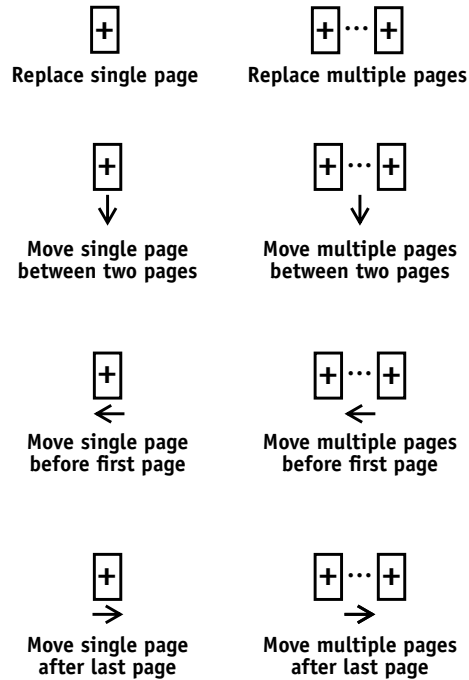 +
+ ... +
Replace single page
Replace multiple pages
+
+ ... +
Move single page
between two pages
Move multiple pages
between two pages
+
+ ... +
Move single page
before first page
Move multiple pages
before first page
+
+ ... +
Move single page
after last page
Move multiple pages
after last page